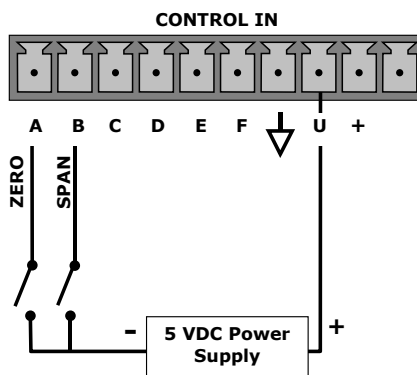 CONTROL IN
A B C D E F U +
ZERO
SPAN
- 5 VDC Power +
Supply